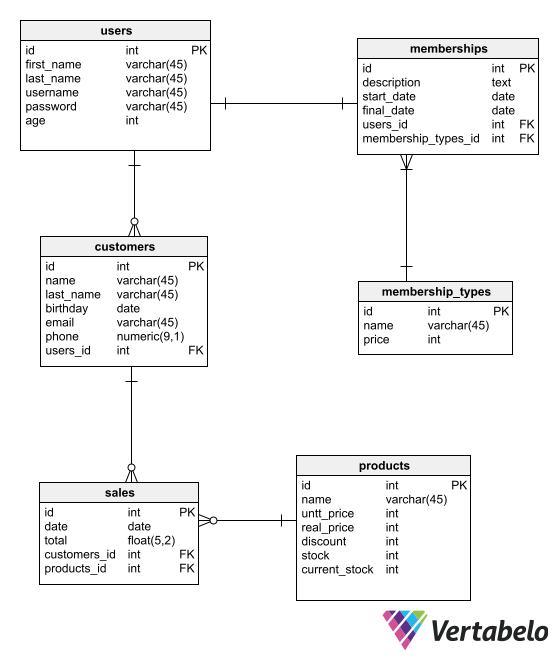 users
id int PK
first_name varchar(45)
last_name varchar(45)
username varchar(45)
password varchar(45)
age int
memberships
id int PK
description text
start_date date
final_date date
users_id int FK
membership_types_id int FK
customers
id int PK
name varchar(45)
last_name varchar(45)
birthday date
email varchar(45)
phone numeric(9,1)
users_id int FK
membership_types
id int PK
name varchar(45)
price int
sales
id int PK
date date
total float(5,2)
customers_id int FK
products_id int FK
products
id int PK
name varchar(45)
untt_price int
real_price int
discount int
stock int
current_stock int
Vertabelo